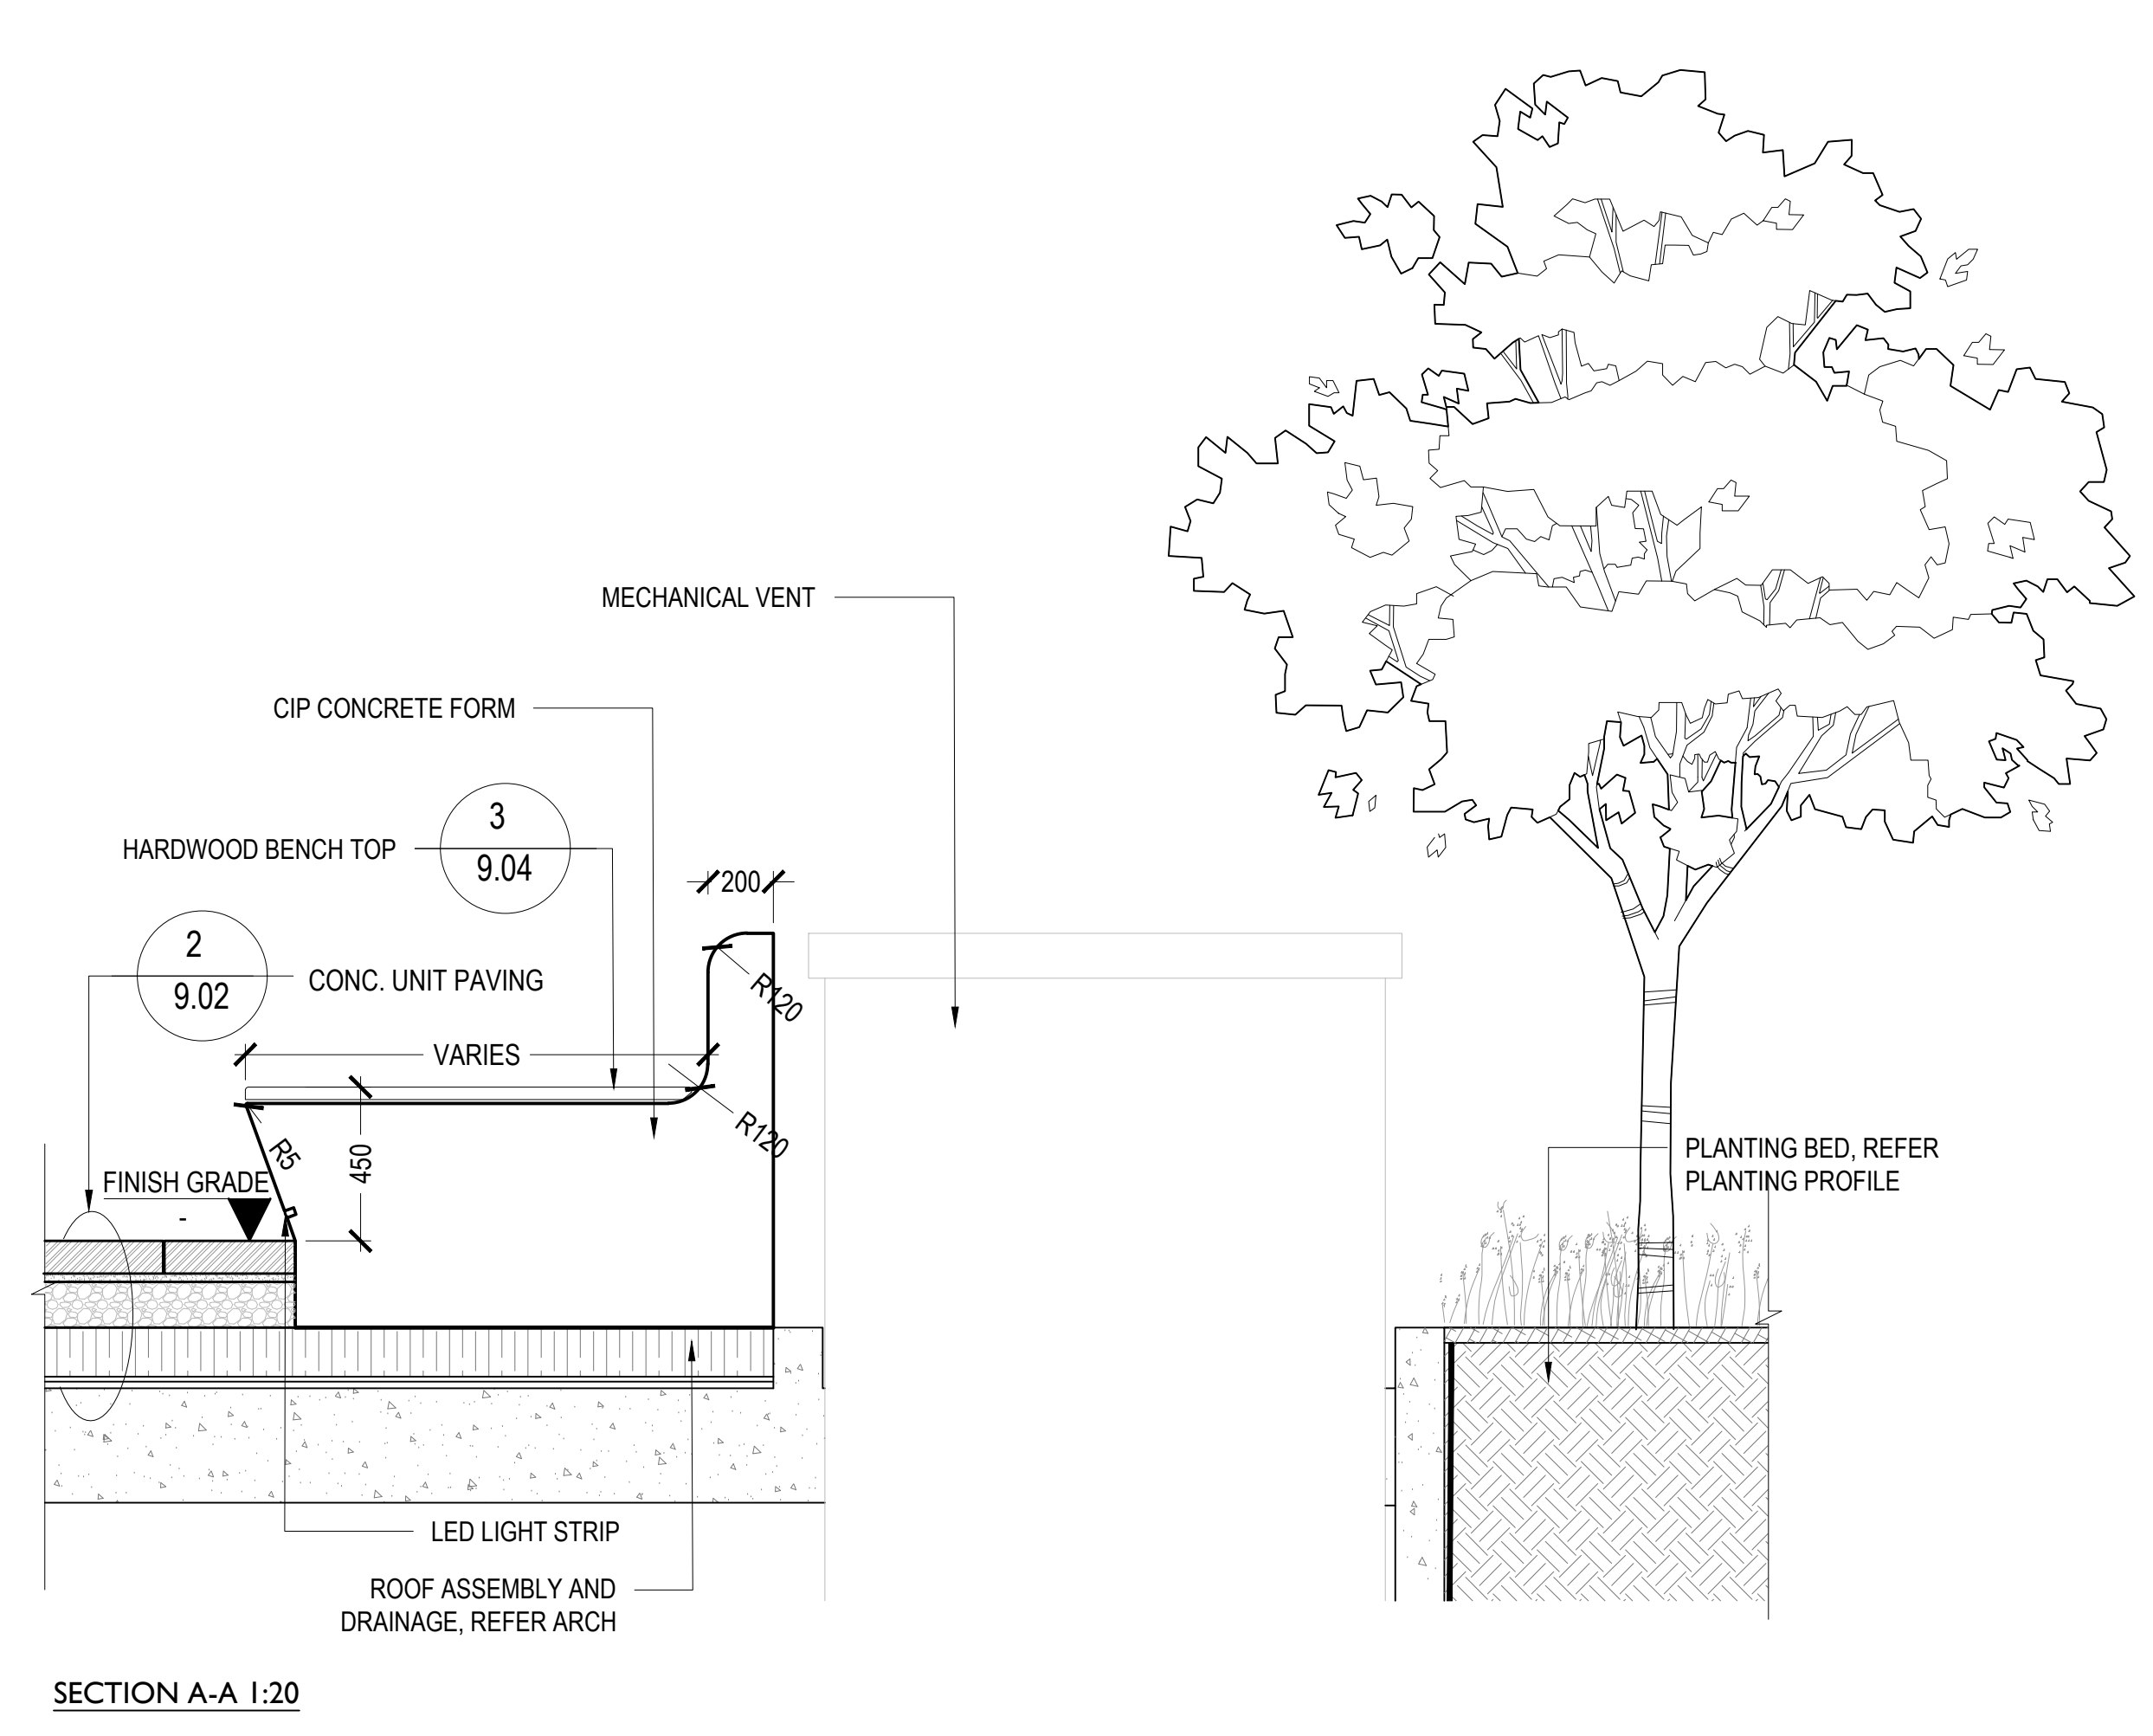 MECHANICAL VENT
CIP CONCRETE FORM
3
HARDWOOD BENCH TOP
9.04
200
2
CONC. UNIT PAVING
9.02
R120
VARIES
R120
R5
450
FINISH GRADE
-
PLANTING BED, REFER
PLANTING PROFILE
LED LIGHT STRIP
ROOF ASSEMBLY AND
DRAINAGE, REFER ARCH
SECTION A-A 1:20